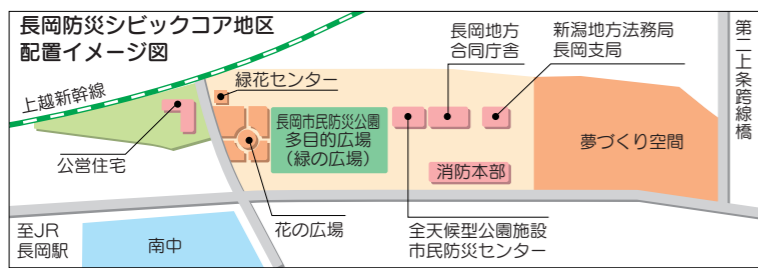 長岡防災シビックコア地区
配置イメージ図
上越新幹線
緑花センター
長岡地方
合同庁舎
新潟地方法務局
長岡支局
第二上条跨線橋
公営住宅
長岡市民防災公園
多目的広場
(緑の広場)
夢づくり空間
消防本部
至JR
長岡駅
南中
花の広場
全天候型公園施設
市民防災センター